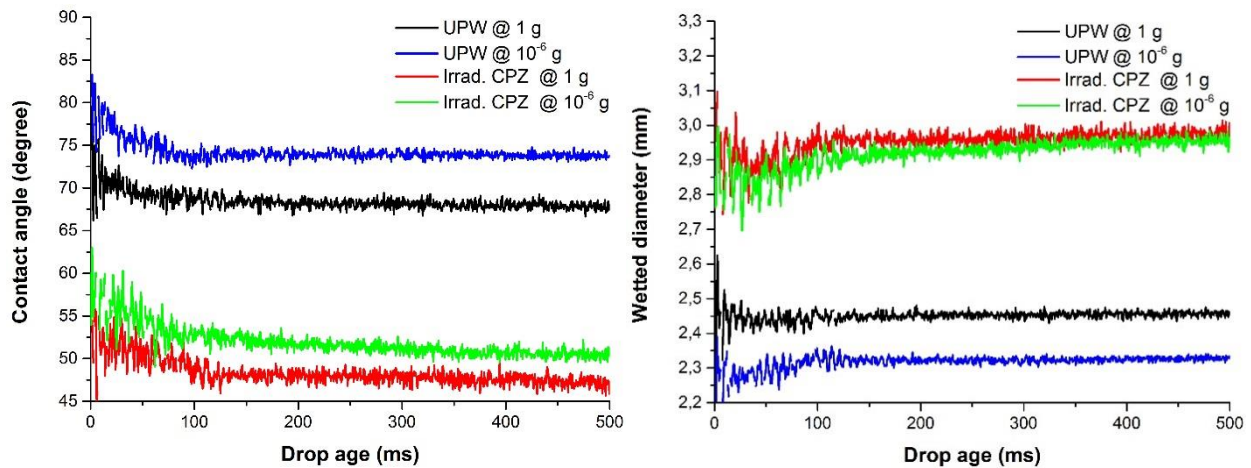 90
85
80
75
70
65
60
55
50
45
Contact angle (degree)
UPW @ 1 g
UPW @ 10⁻⁶ g
Irrad. CPZ @ 1 g
Irrad. CPZ @ 10⁻⁶ g
0 100 200 300 400 500
Drop age (ms)
3,3
3,2
3,1
3,0
2,9
2,8
2,7
2,6
2,5
2,4
2,3
2,2
Wetted diameter (mm)
UPW @ 1 g
UPW @ 10⁻⁶ g
Irrad. CPZ @ 1 g
Irrad. CPZ @ 10⁻⁶ g
0 100 200 300 400 500
Drop age (ms)